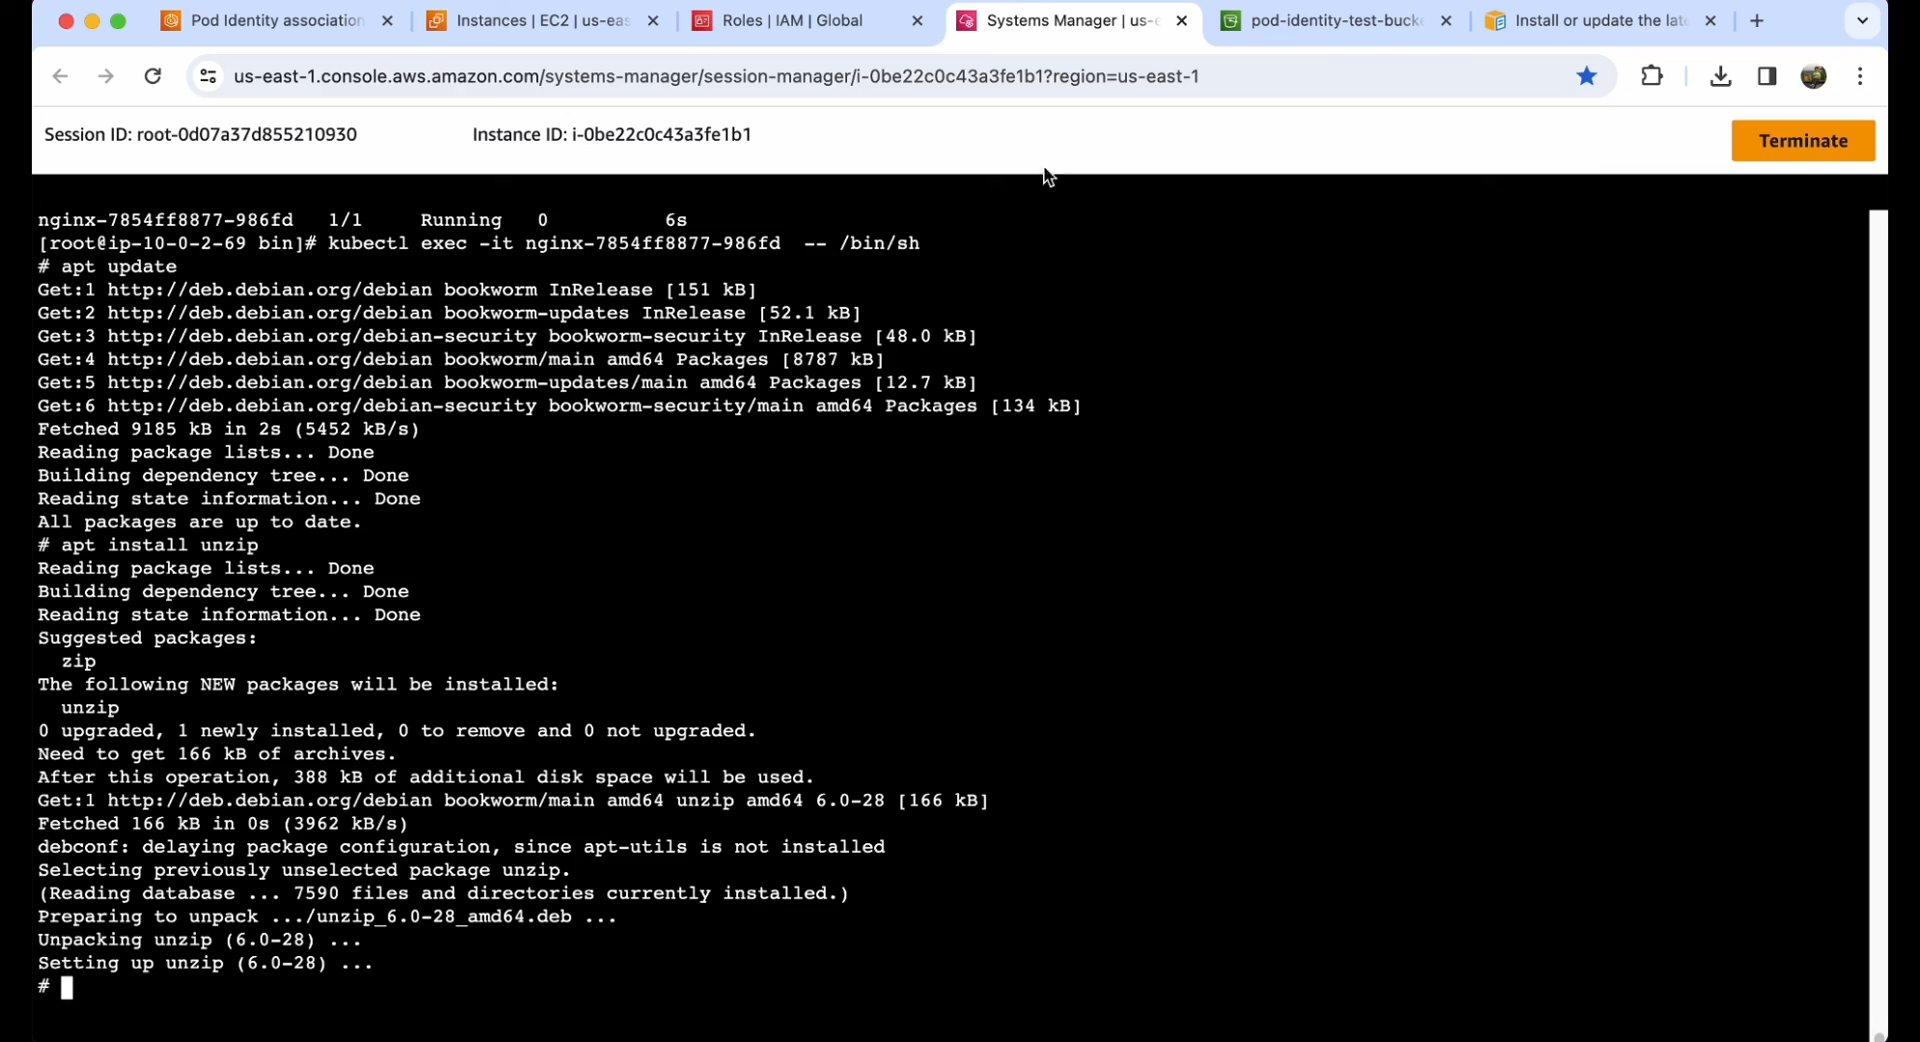 Pod Identity association
Instances | EC2 | us-eas
Roles | IAM | Global
Systems Manager | us-e
pod-identity-test-bucke
Install or update the late
us-east-1.console.aws.amazon.com/systems-manager/session-manager/i-0be22c0c43a3fe1b1?region=us-east-1
Session ID: root-0d07a37d855210930
Instance ID: i-0be22c0c43a3fe1b1
Terminate
nginx-7854ff8877-986fd 1/1 Running 0 6s
[root@ip-10-0-2-69 bin]# kubectl exec -it nginx-7854ff8877-986fd -- /bin/sh
# apt update
Get:1 http://deb.debian.org/debian bookworm InRelease [151 kB]
Get:2 http://deb.debian.org/debian bookworm-updates InRelease [52.1 kB]
Get:3 http://deb.debian.org/debian-security bookworm-security InRelease [48.0 kB]
Get:4 http://deb.debian.org/debian bookworm/main amd64 Packages [8787 kB]
Get:5 http://deb.debian.org/debian bookworm-updates/main amd64 Packages [12.7 kB]
Get:6 http://deb.debian.org/debian-security bookworm-security/main amd64 Packages [134 kB]
Fetched 9185 kB in 2s (5452 kB/s)
Reading package lists... Done
Building dependency tree... Done
Reading state information... Done
All packages are up to date.
# apt install unzip
Reading package lists... Done
Building dependency tree... Done
Reading state information... Done
Suggested packages:
zip
The following NEW packages will be installed:
unzip
0 upgraded, 1 newly installed, 0 to remove and 0 not upgraded.
Need to get 166 kB of archives.
After this operation, 388 kB of additional disk space will be used.
Get:1 http://deb.debian.org/debian bookworm/main amd64 unzip amd64 6.0-28 [166 kB]
Fetched 166 kB in 0s (3962 kB/s)
debconf: delaying package configuration, since apt-utils is not installed
Selecting previously unselected package unzip.
(Reading database ... 7590 files and directories currently installed.)
Preparing to unpack .../unzip_6.0-28_amd64.deb ...
Unpacking unzip (6.0-28) ...
Setting up unzip (6.0-28) ...
#